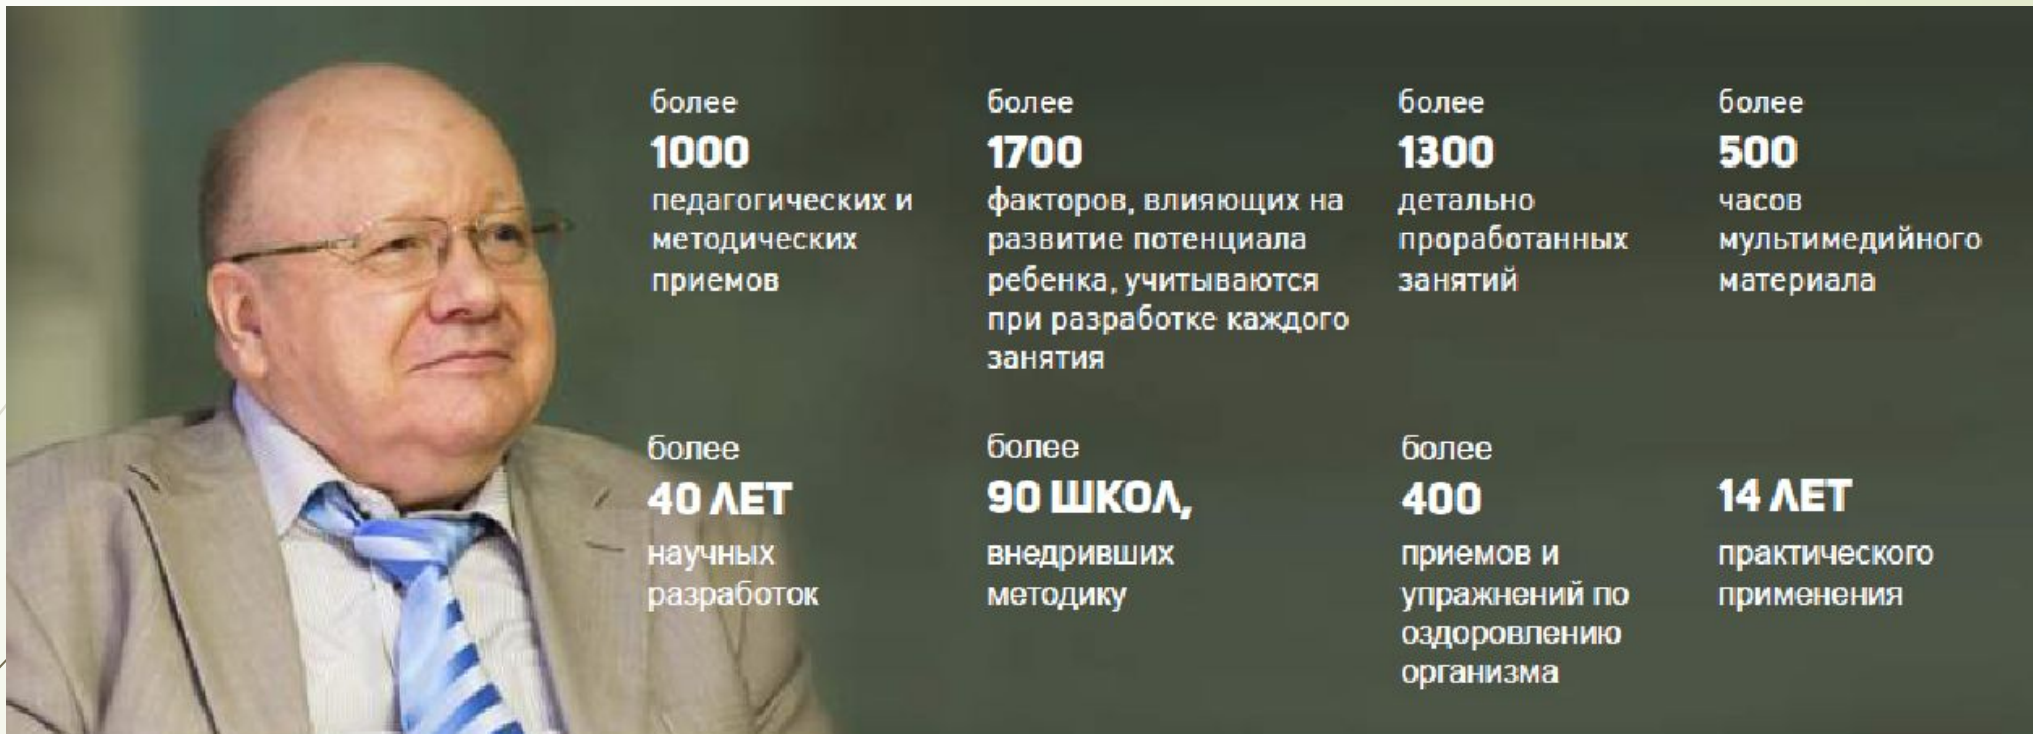 более
1000
педагогических и
методических
приемов
более
1700
факторов, влияющих на
развитие потенциала
ребенка, учитываются
при разработке каждого
занятия
более
1300
детально
проработанных
занятий
более
500
часов
мультимедийного
материала
более
40 ЛЕТ
научных
разработок
более
90 ШКОЛ,
внедривших
методику
более
400
приемов и
упражнений по
оздоровлению
организма
14 ЛЕТ
практического
применения